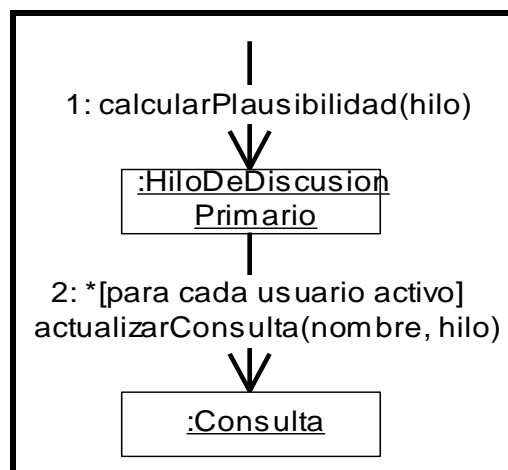 1: calcularPlausibilidad(hilo)
:HiloDeDiscusion
Primario
2: *[para cada usuario activo]
actualizarConsulta(nombre, hilo)
:Consulta